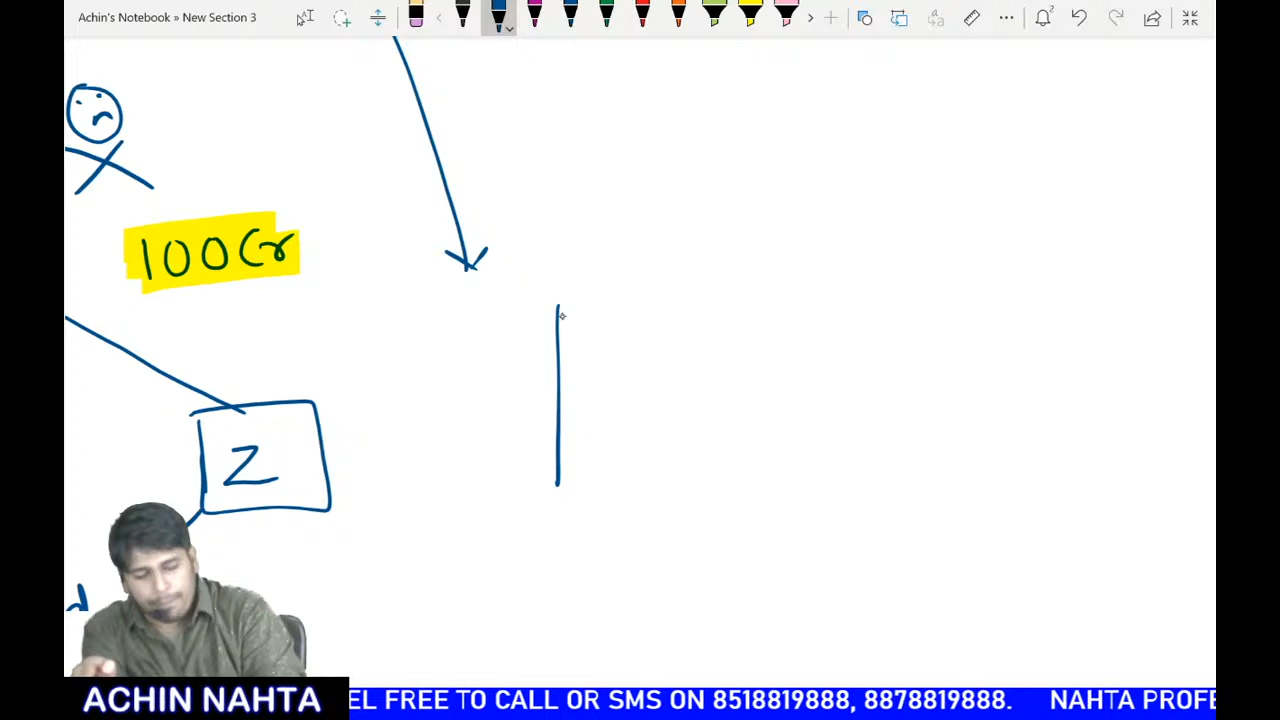 Achin's Notebook » New Section 3
100Cr
Z
ACHIN NAHTA
EL FREE TO CALL OR SMS ON 8518819888, 8878819888. NAHTA PROFE